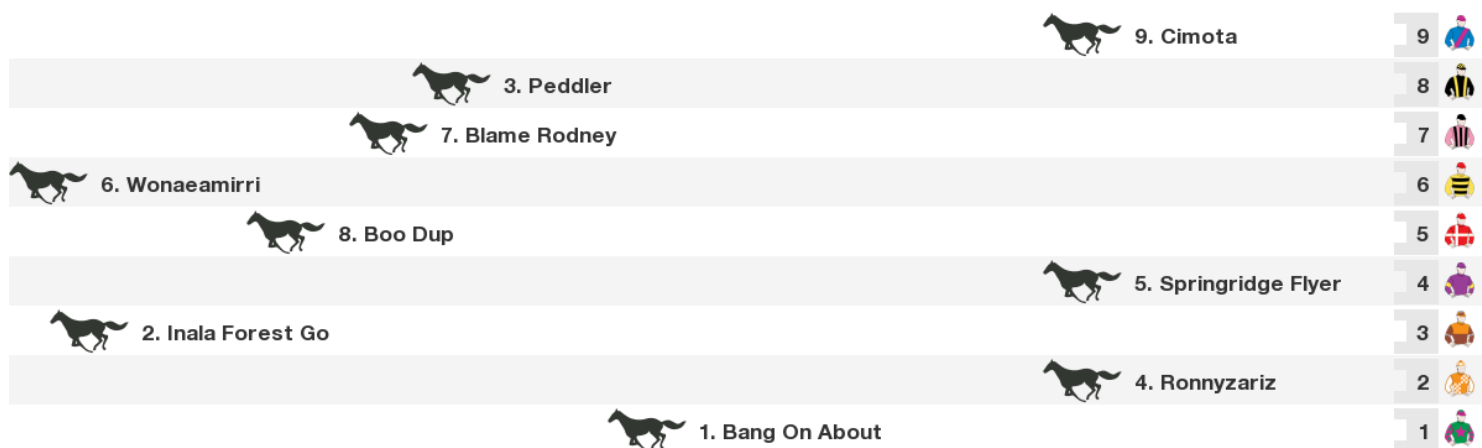 9. Cimota 9
3. Peddler 8
7. Blame Rodney 7
6. Wonaeamirri 6
8. Boo Dup 5
5. Springridge Flyer 4
2. Inala Forest Go 3
4. Ronnyzariz 2
1. Bang On About 1